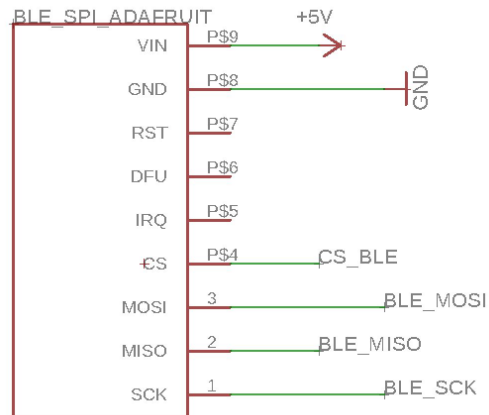 BLE_SPI_ADAFRUIT
+5V
VIN P$9
GND P$8 GND
RST P$7
DFU P$6
IRQ P$5
CS P$4 CS_BLE
MOSI 3 BLE_MOSI
MISO 2 BLE_MISO
SCK 1 BLE_SCK